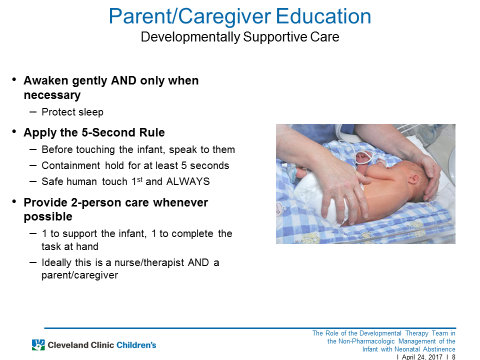 Parent/Caregiver Education
Developmentally Supportive Care
• Awaken gently AND only when
necessary
– Protect sleep
• Apply the 5-Second Rule
– Before touching the infant, speak to them
– Containment hold for at least 5 seconds
– Safe human touch 1st and ALWAYS
• Provide 2-person care whenever
possible
– 1 to support the infant, 1 to complete the
task at hand
– Ideally this is a nurse/therapist AND a
parent/caregiver
Cleveland Clinic Children's
The Role of the Developmental Therapy Team in
the Non-Pharmacologic Management of the
Infant with Neonatal Abstinence
I April 24, 2017 I 8